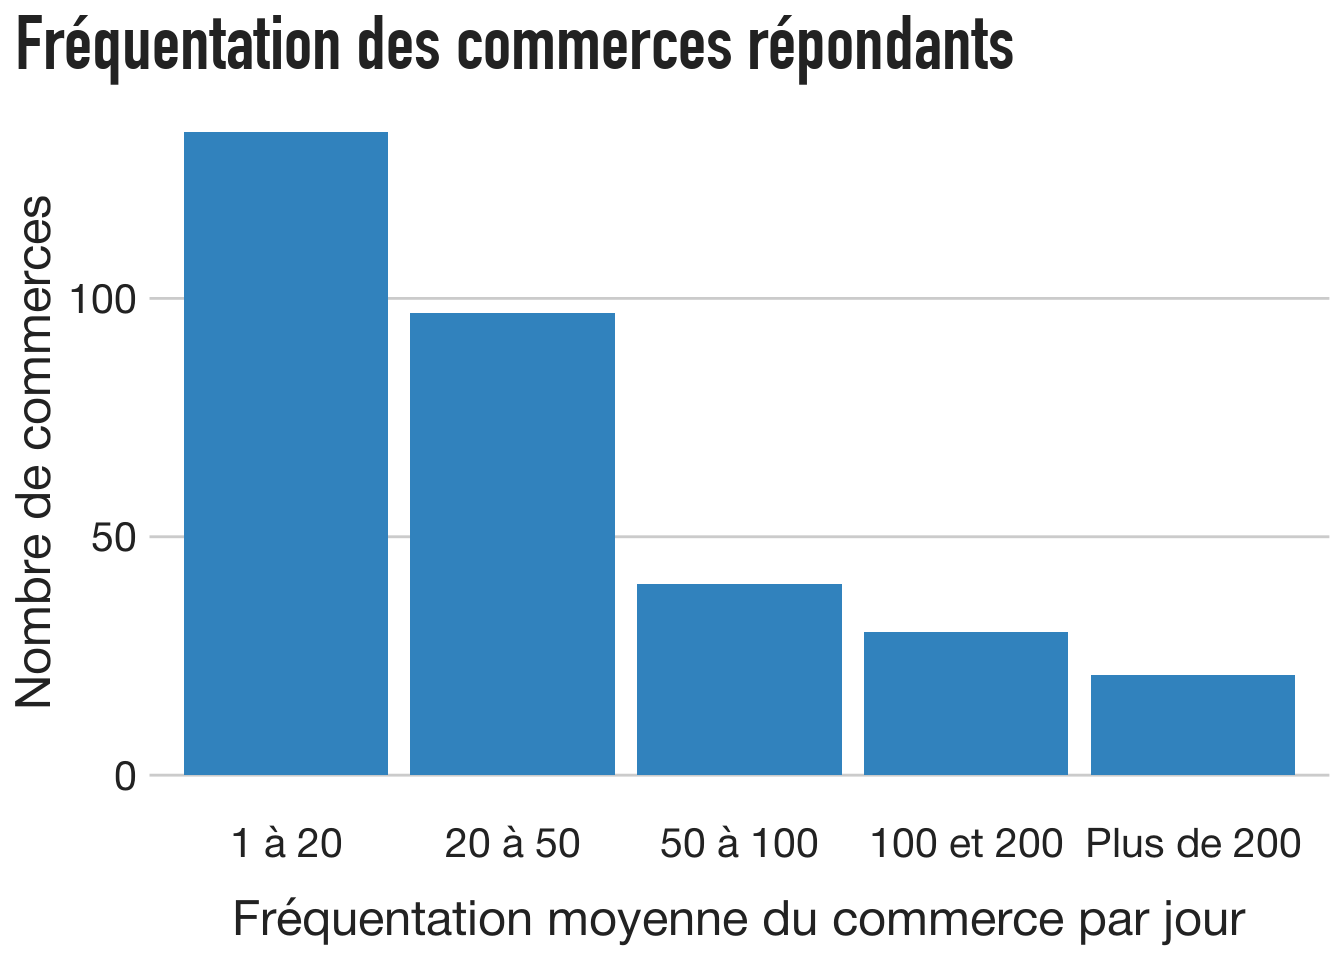 Fréquentation des commerces répondants
Nombre de commerces
100
50
0
1 à 20
20 à 50
50 à 100
100 et 200
Plus de 200
Fréquentation moyenne du commerce par jour